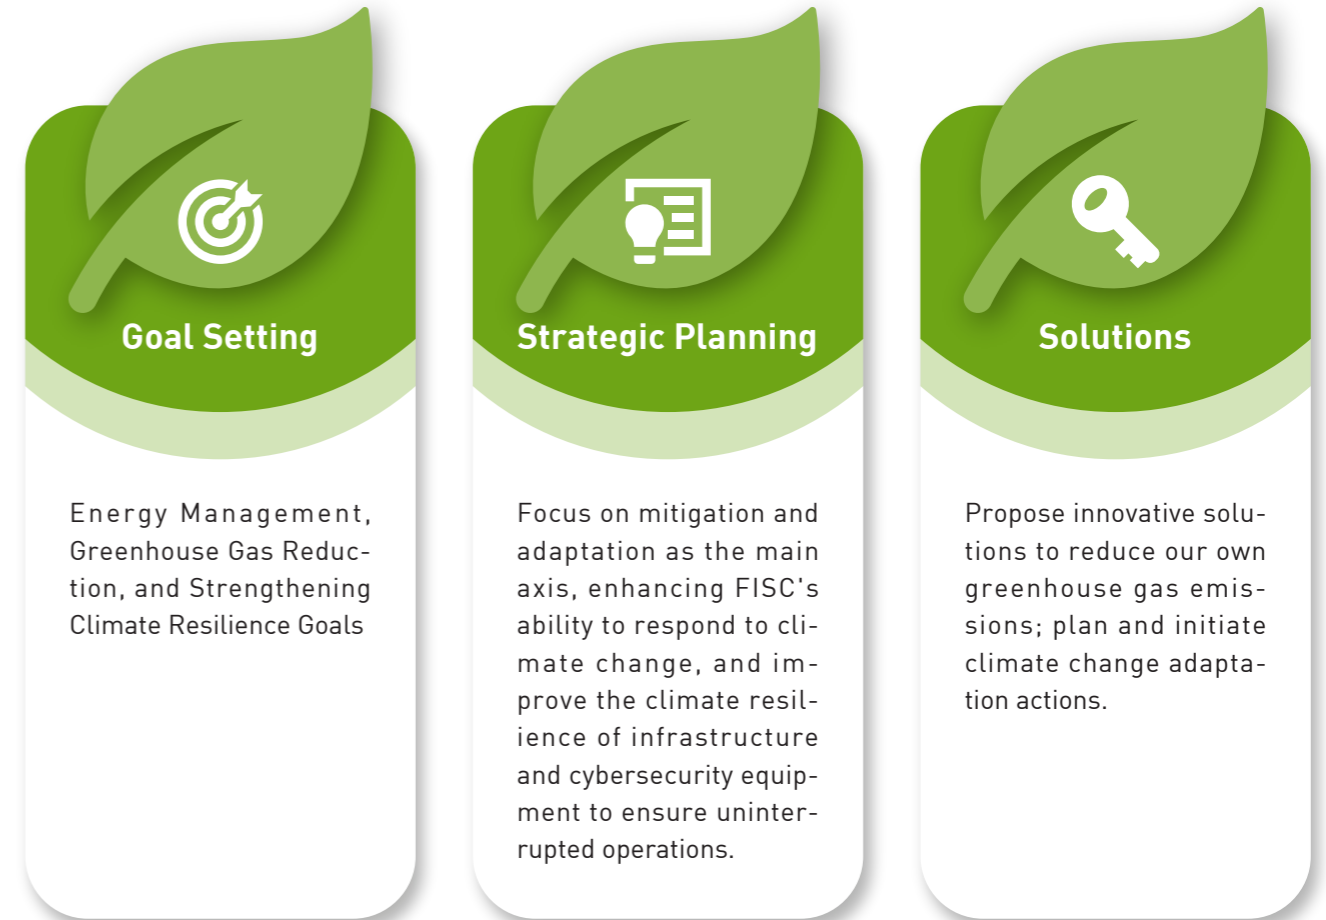 Goal Setting
Energy Management,
Greenhouse Gas Reduc-
tion, and Strengthening
Climate Resilience Goals
Strategic Planning
Focus on mitigation and
adaptation as the main
axis, enhancing FISC's
ability to respond to cli-
mate change, and im-
prove the climate resil-
ience of infrastructure
and cybersecurity equip-
ment to ensure uninter-
rupted operations.
Solutions
Propose innovative solu-
tions to reduce our own
greenhouse gas emis-
sions; plan and initiate
climate change adapta-
tion actions.